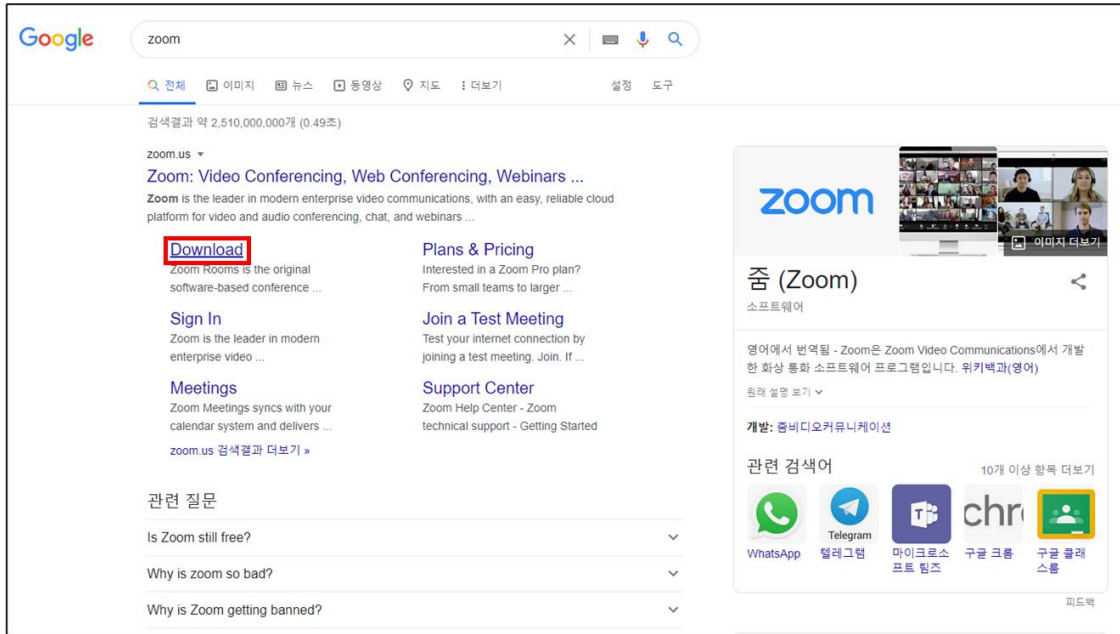 Google
zoom
전체 이미지 뉴스 동영상 지도 더보기 설정 도구
검색결과 약 2,510,000,000개 (0.49초)
zoom.us
Zoom: Video Conferencing, Web Conferencing, Webinars ...
Zoom is the leader in modern enterprise video communications, with an easy, reliable cloud
platform for video and audio conferencing, chat, and webinars ...
Download
Zoom Rooms is the original
software-based conference ...
Plans & Pricing
Interested in a Zoom Pro plan?
From small teams to larger ...
Sign In
Zoom is the leader in modern
enterprise video ...
Join a Test Meeting
Test your internet connection by
joining a test meeting. Join. If ...
Meetings
Zoom Meetings syncs with your
calendar system and delivers ...
Support Center
Zoom Help Center - Zoom
technical support - Getting Started
zoom.us 검색결과 더보기 »
관련 질문
Is Zoom still free?
Why is zoom so bad?
Why is Zoom getting banned?
zoom
이미지 더보기
줌 (Zoom)
소프트웨어
영어에서 번역됨 - Zoom은 Zoom Video Communications에서 개발
한 화상 통화 소프트웨어 프로그램입니다. 위키백과(영어)
원래 설명 보기
개발: 줌비디오커뮤니케이션
관련 검색어
10개 이상 항목 더보기
Telegram
chr
WhatsApp
텔레그램
마이크로소
프트 팀즈
구글 크롬
구글 클래
스룸
피드백